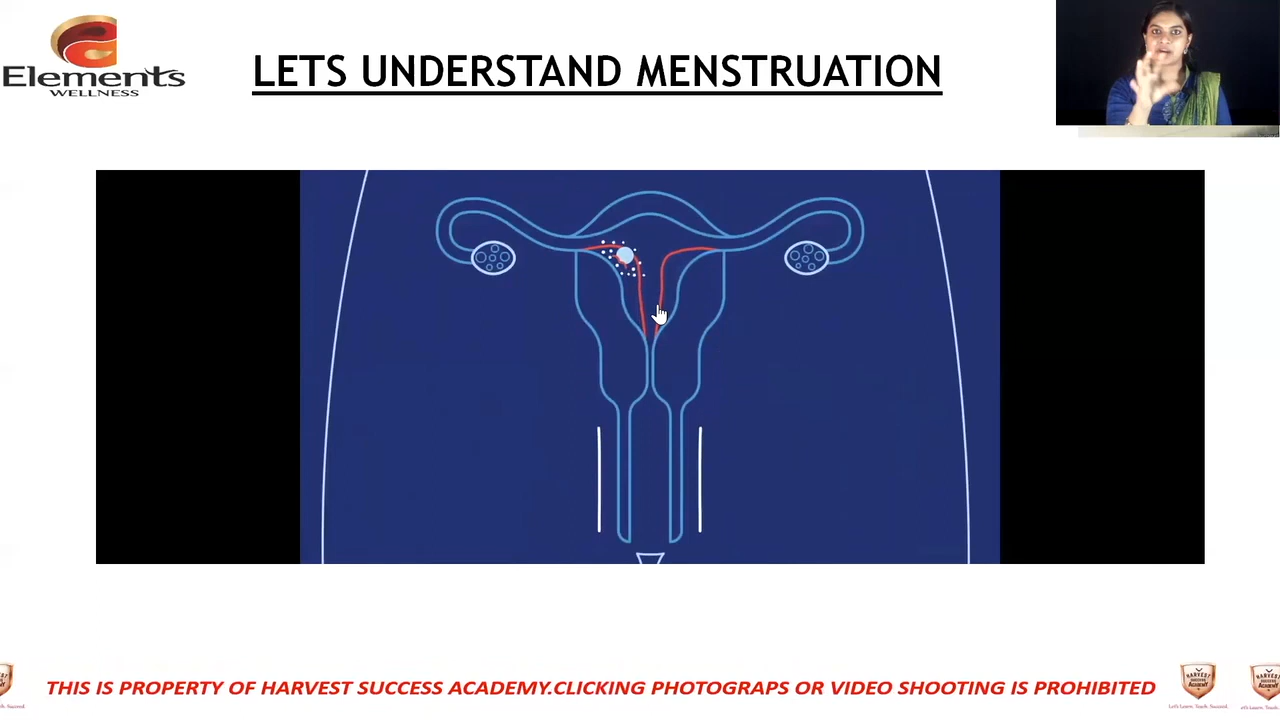 Elements
WELLNESS
LETS UNDERSTAND MENSTRUATION
THIS IS PROPERTY OF HARVEST SUCCESS ACADEMY.CLICKING PHOTOGRAPS OR VIDEO SHOOTING IS PROHIBITED